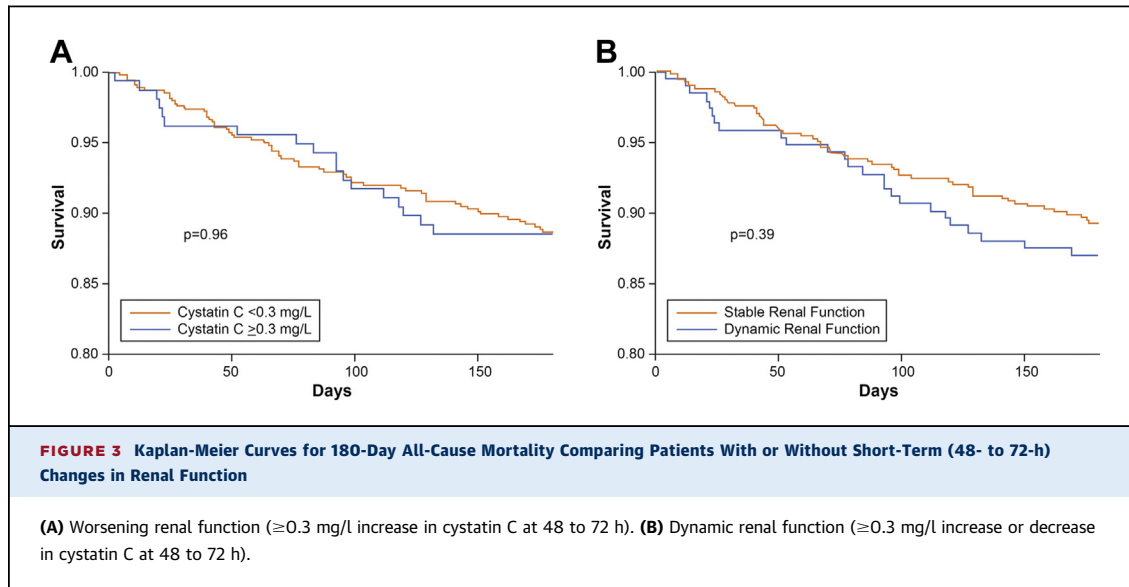 A
1.00
0.95
0.90
0.85
0.80
Survival
p=0.96
Cystatin C <0.3 mg/L
Cystatin C ≥0.3 mg/L
0
50
100
150
Days
B
1.00
0.95
0.90
0.85
0.80
Survival
p=0.39
Stable Renal Function
Dynamic Renal Function
0
50
100
150
Days
FIGURE 3 Kaplan-Meier Curves for 180-Day All-Cause Mortality Comparing Patients With or Without Short-Term (48- to 72-h)
Changes in Renal Function
(A) Worsening renal function (≥0.3 mg/l increase in cystatin C at 48 to 72 h). (B) Dynamic renal function (≥0.3 mg/l increase or decrease
in cystatin C at 48 to 72 h).